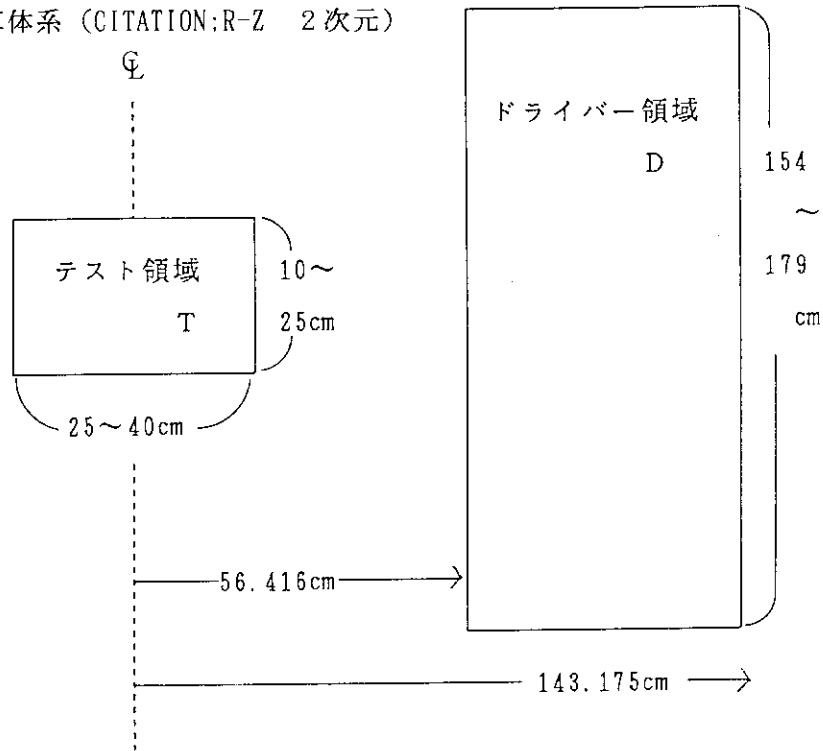 体系 (CITATION;R-Z 2次元)
℄
ドライバー領域
D
154
~
179
cm
テスト領域
T
10~
25cm
25~40cm
56.416cm
143.175cm